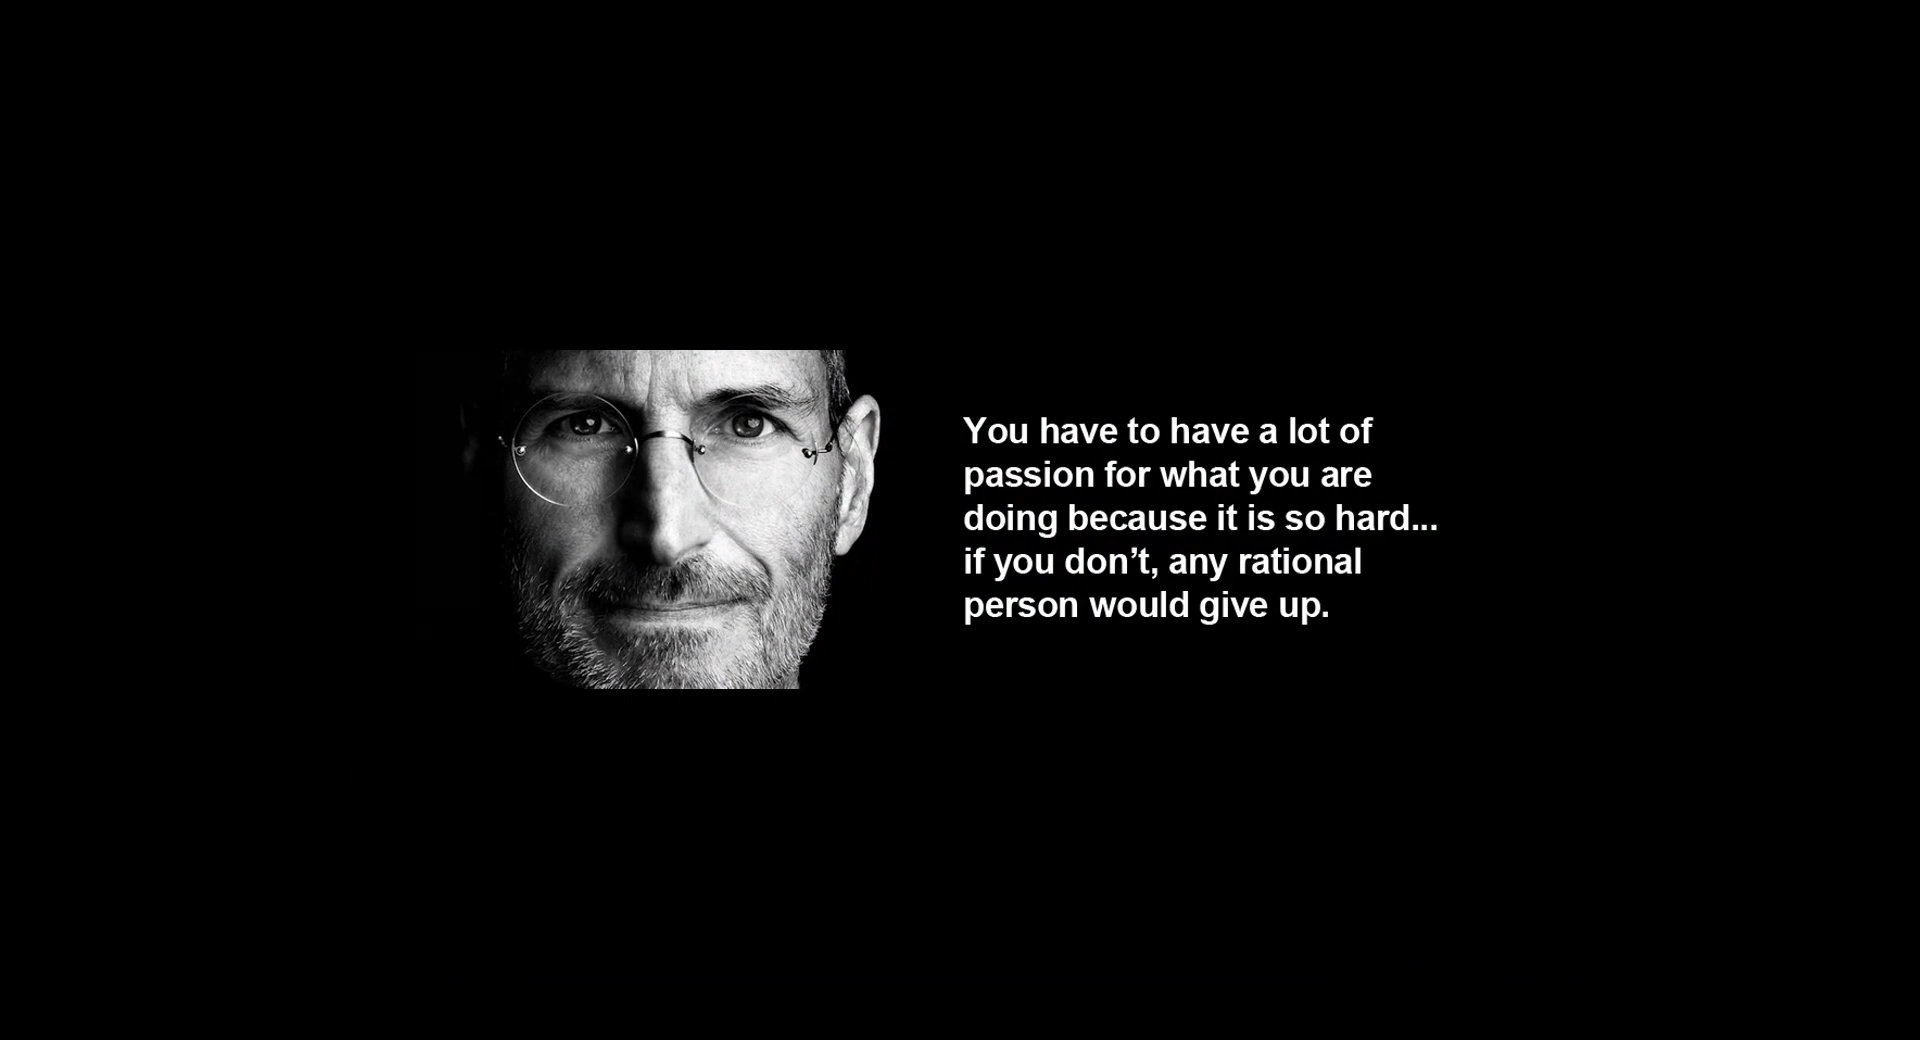 You have to have a lot of
passion for what you are
doing because it is so hard...
if you don’t, any rational
person would give up.